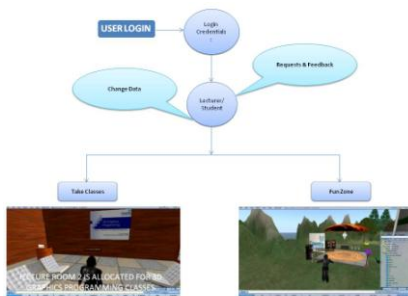 USER LOGIN
Login
Credentials
:
Requests & Feedback
Change Data
Lecturer/
Student
Take Classes
Fun Zone
LECTURE ROOM 2 IS ALLOCATED FOR 3D
GRAPHICS PROGRAMMING CLASSES